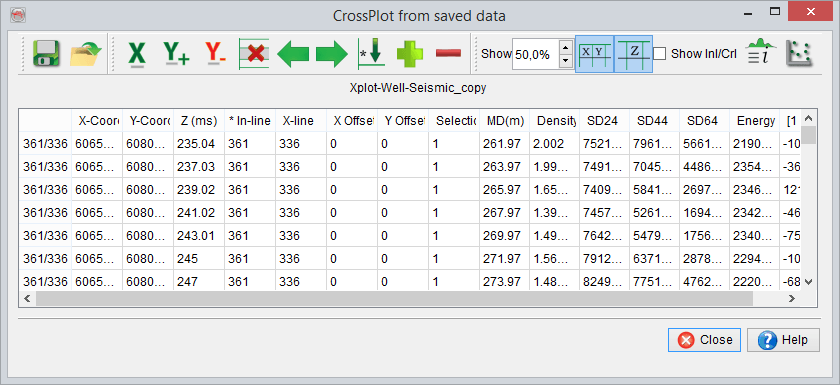 CrossPlot from saved data
X Y+ Y- X * Show 50,0% X Y Z Show Inl/Crl i
Xplot-Well-Seismic_copy
X-Coord Y-Coord Z (ms) * In-line X-line X Offset Y Offset Selectio MD(m) Density SD24 SD44 SD64 Energy [1
361/336 6065... 6080... 235.04 361 336 0 0 1 261.97 2.002 7521... 7961... 5661... 2190... -10
361/336 6065... 6080... 237.03 361 336 0 0 1 263.97 1.99... 7491... 7045... 4486... 2354... -36
361/336 6065... 6080... 239.02 361 336 0 0 1 265.97 1.65... 7409... 5841... 2697... 2346... 121
361/336 6065... 6080... 241.02 361 336 0 0 1 267.97 1.39... 7457... 5261... 1694... 2342... -46
361/336 6065... 6080... 243.01 361 336 0 0 1 269.97 1.49... 7642... 5479... 1756... 2340... -75
361/336 6065... 6080... 245 361 336 0 0 1 271.97 1.56... 7912... 6371... 2878... 2294... -10
361/336 6065... 6080... 247 361 336 0 0 1 273.97 1.48... 8249... 7751... 4762... 2220... -68
Close Help